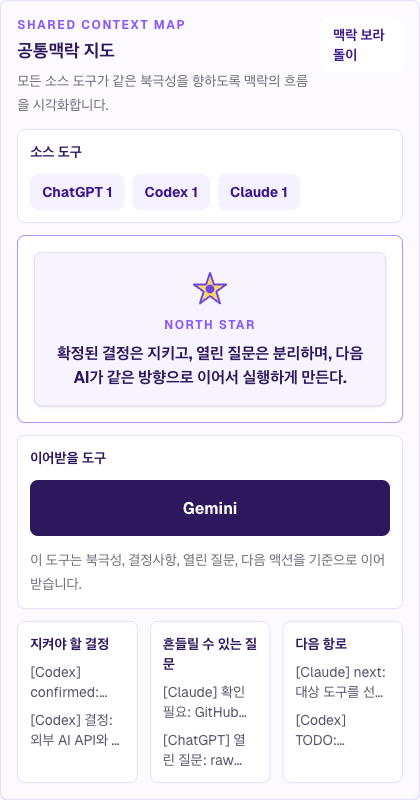 SHARED CONTEXT MAP
공통맥락 지도
맥락 보라
돌이
모든 소스 도구가 같은 북극성을 향하도록 맥락의 흐름
을 시각화합니다.
소스 도구
ChatGPT 1
Codex 1
Claude 1
NORTH STAR
확정된 결정은 지키고, 열린 질문은 분리하며, 다음
AI가 같은 방향으로 이어서 실행하게 만든다.
이어받을 도구
Gemini
이 도구는 북극성, 결정사항, 열린 질문, 다음 액션을 기준으로 이어
받습니다.
지켜야 할 결정
[Codex]
confirmed:...
[Codex] 결정:
외부 AI API와 ...
흔들릴 수 있는 질
문
[Claude] 확인
필요: GitHub...
[ChatGPT] 열
린 질문: raw...
다음 항로
[Claude] next:
대상 도구를 선...
[Codex]
TODO:...